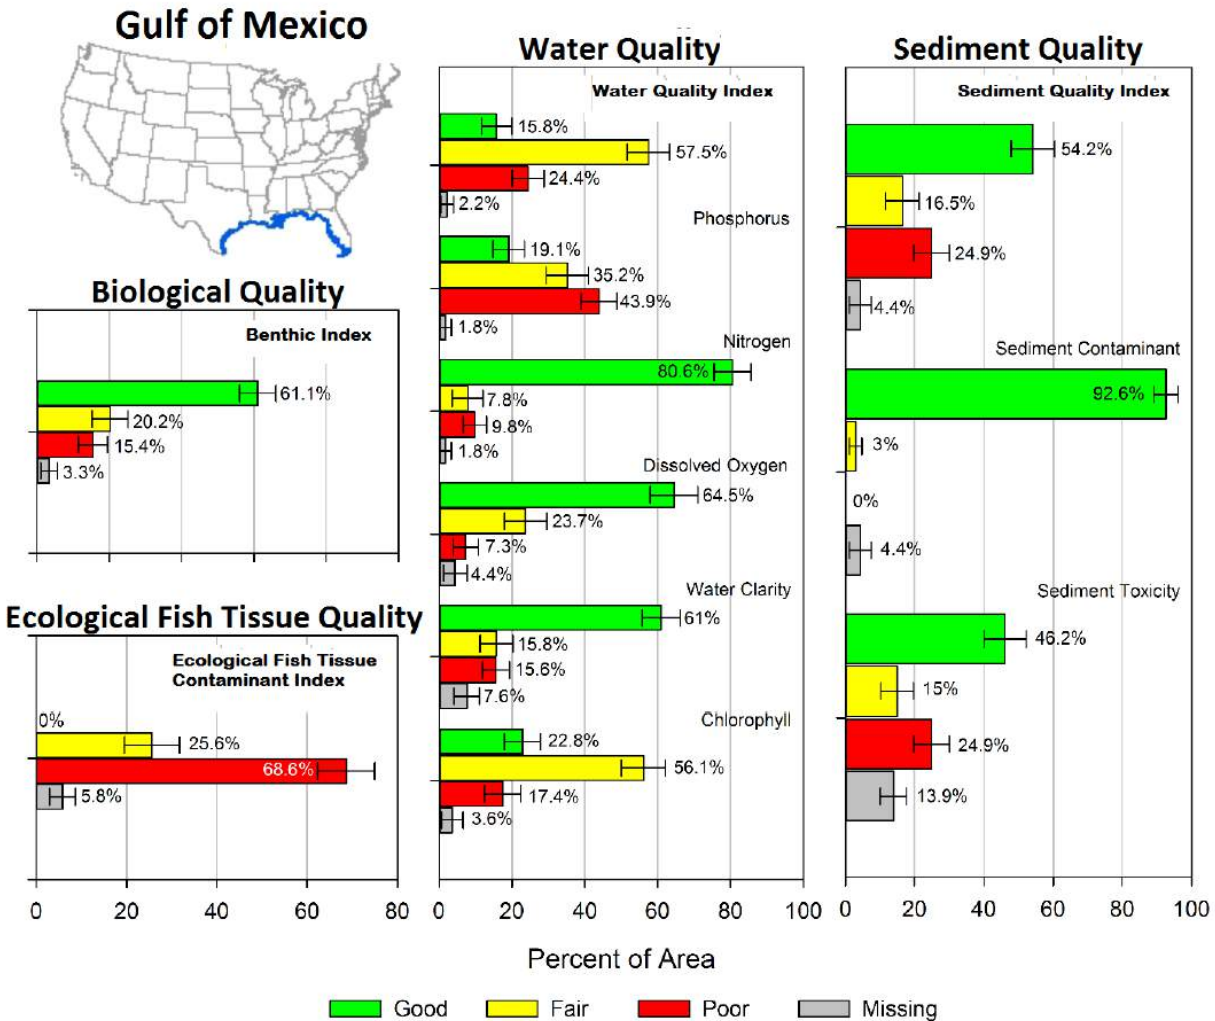 Gulf of Mexico
Biological Quality
Benthic Index
61.1%
20.2%
15.4%
3.3%
Ecological Fish Tissue Quality
Ecological Fish Tissue
Contaminant Index
0%
25.6%
68.6%
5.8%
0 20 40 60 80
Water Quality
Water Quality Index
15.8%
57.5%
24.4%
2.2%
Phosphorus
19.1%
35.2%
43.9%
1.8%
Nitrogen
80.6%
7.8%
9.8%
1.8%
Dissolved Oxygen
64.5%
23.7%
7.3%
4.4%
Water Clarity
61%
15.8%
15.6%
7.6%
Chlorophyll
22.8%
56.1%
17.4%
3.6%
0 20 40 60 80 100
Sediment Quality
Sediment Quality Index
54.2%
16.5%
24.9%
4.4%
Sediment Contaminant
92.6%
3%
0%
4.4%
Sediment Toxicity
46.2%
15%
24.9%
13.9%
0 20 40 60 80 100
Percent of Area
Good Fair Poor Missing